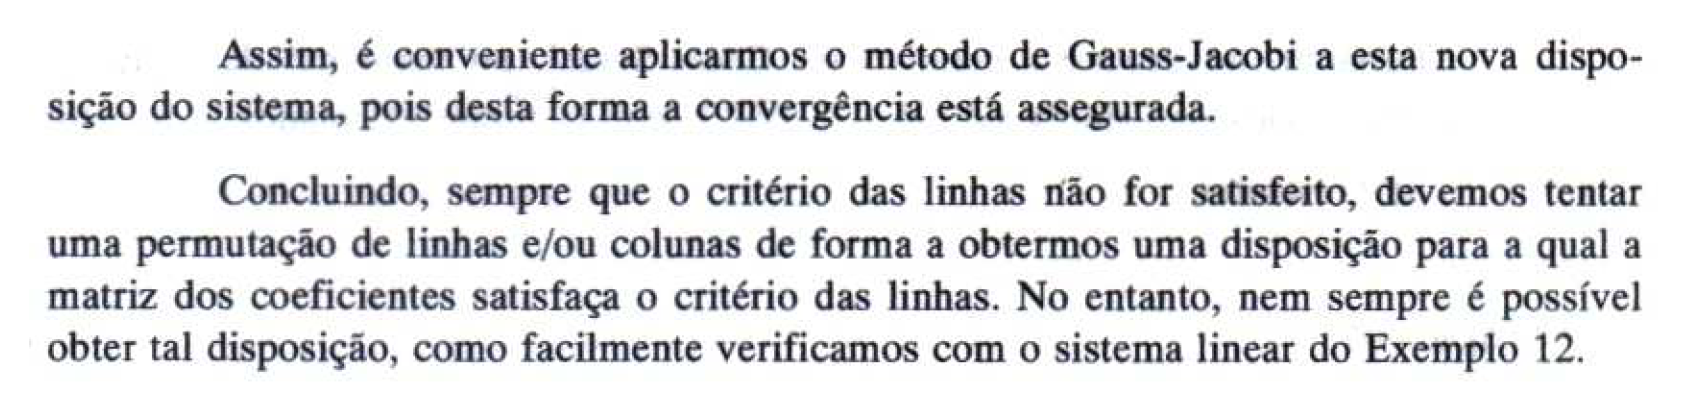 Assim, é conveniente aplicarmos o método de Gauss-Jacobi a esta nova dispo-
sição do sistema, pois desta forma a convergência está assegurada.
Concluindo, sempre que o critério das linhas não for satisfeito, devemos tentar
uma permutação de linhas e/ou colunas de forma a obtermos uma disposição para a qual a
matriz dos coeficientes satisfaça o critério das linhas. No entanto, nem sempre é possível
obter tal disposição, como facilmente verificamos com o sistema linear do Exemplo 12.